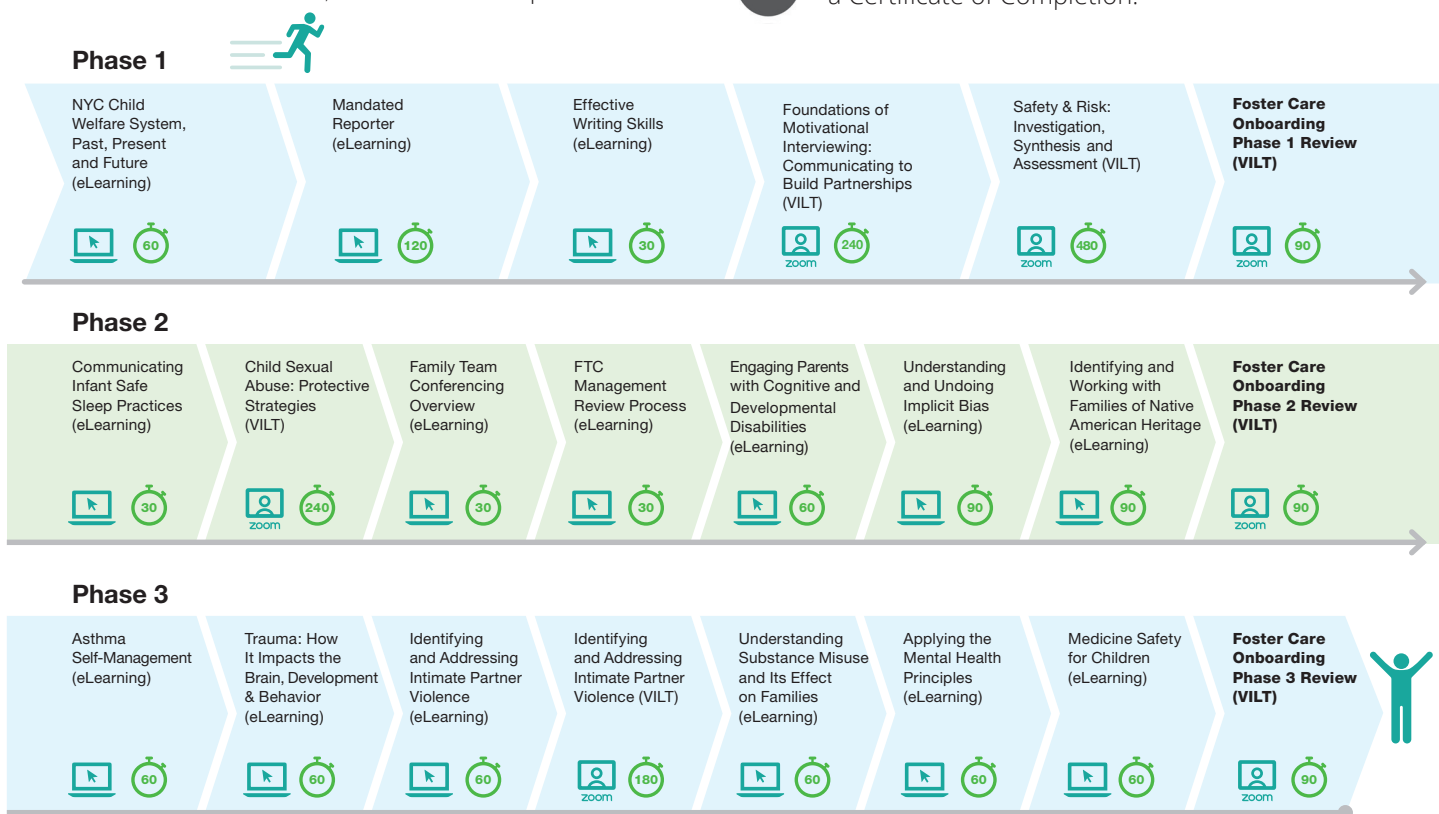 a Certificate of Completion.
Phase 1
NYC Child
Welfare System,
Past, Present
and Future
(eLearning)
60
Mandated
Reporter
(eLearning)
120
Effective
Writing Skills
(eLearning)
30
Foundations of
Motivational
Interviewing:
Communicating to
Build Partnerships
(VILT)
zoom
240
Safety & Risk:
Investigation,
Synthesis and
Assessment (VILT)
zoom
480
Foster Care
Onboarding
Phase 1 Review
(VILT)
zoom
90
Phase 2
Communicating
Infant Safe
Sleep Practices
(eLearning)
30
Child Sexual
Abuse: Protective
Strategies
(VILT)
zoom
240
Family Team
Conferencing
Overview
(eLearning)
30
FTC
Management
Review Process
(eLearning)
30
Engaging Parents
with Cognitive and
Developmental
Disabilities
(eLearning)
60
Understanding
and Undoing
Implicit Bias
(eLearning)
90
Identifying and
Working with
Families of Native
American Heritage
(eLearning)
90
Foster Care
Onboarding
Phase 2 Review
(VILT)
zoom
90
Phase 3
Asthma
Self-Management
(eLearning)
60
Trauma: How
It Impacts the
Brain, Development
& Behavior
(eLearning)
60
Identifying
and Addressing
Intimate Partner
Violence
(eLearning)
60
Identifying
and Addressing
Intimate Partner
Violence (VILT)
zoom
180
Understanding
Substance Misuse
and Its Effect
on Families
(eLearning)
60
Applying the
Mental Health
Principles
(eLearning)
60
Medicine Safety
for Children
(eLearning)
60
Foster Care
Onboarding
Phase 3 Review
(VILT)
zoom
90